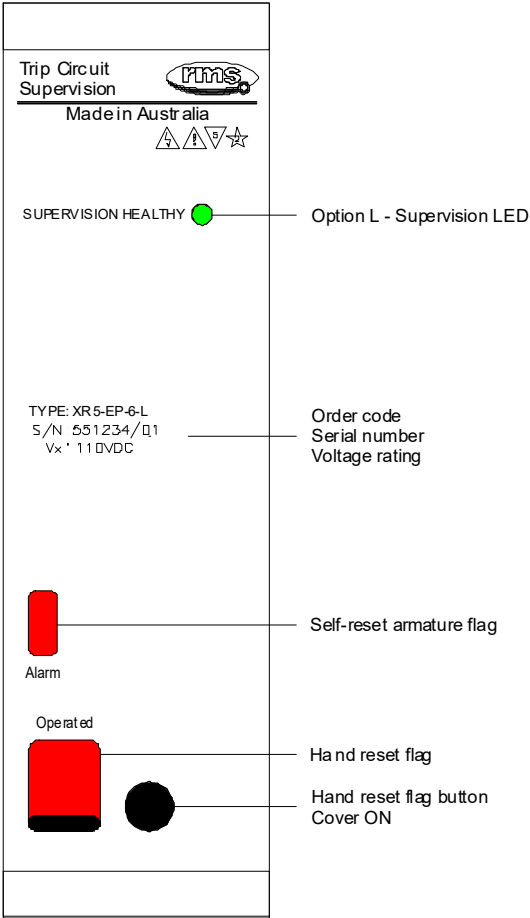 Trip Circuit
Supervision
rms
Made in Australia
5
SUPERVISION HEALTHY
Option L - Supervision LED
TYPE: XR5-EP-6-L
S/N 551234/01
Vx: 110VDC
Order code
Serial number
Voltage rating
Self-reset armature flag
Alarm
Operated
Hand reset flag
Hand reset flag button
Cover ON